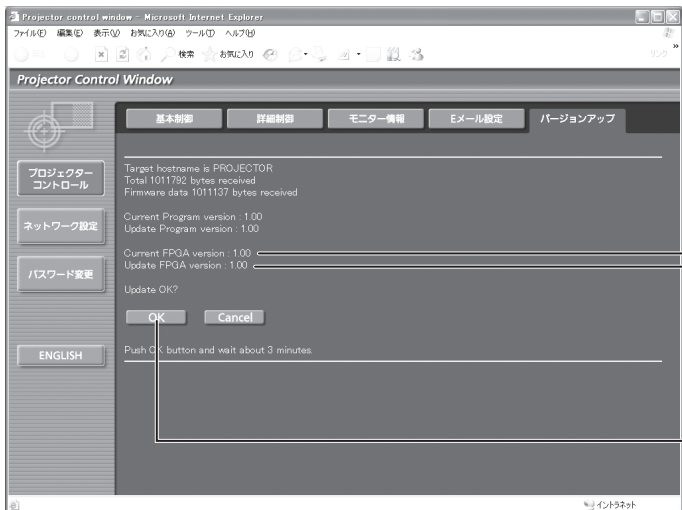 Projector control window - Microsoft Internet Explorer
ファイル(F) 編集(E) 表示(V) お気に入り(A) ツール(T) ヘルプ(H)
検索 お気に入り リンク »
Projector Control Window
基本制御 詳細制御 モニター情報 Eメール設定 バージョンアップ
プロジェクター
コントロール
ネットワーク設定
パスワード変更
ENGLISH
Target hostname is PROJECTOR
Total 1011792 bytes received
Firmware data 1011137 bytes received
Current Program version : 1.00
Update Program version : 1.00
Current FPGA version : 1.00
Update FPGA version : 1.00
Update OK?
OK Cancel
Push OK button and wait about 3 minutes.
イントラネット